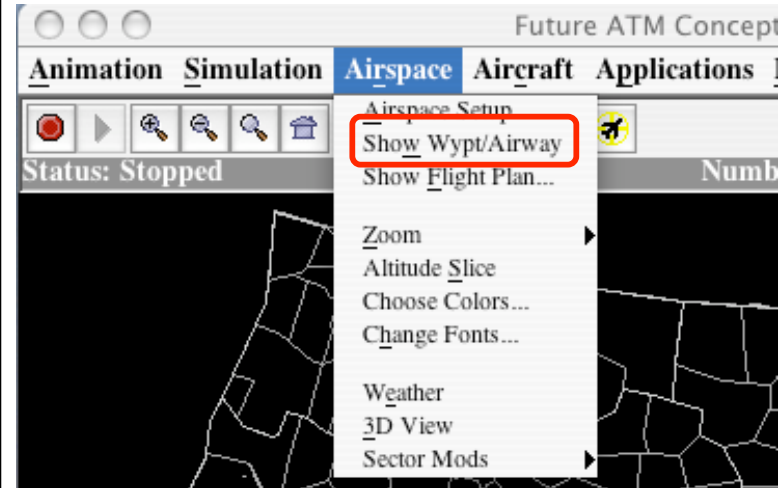 Future ATM Concept
Animation Simulation Airspace Aircraft Applications
Airspace Setup
Show Wypt/Airway
Status: Stopped
Numb
Show Flight Plan...
Zoom
Altitude Slice
Choose Colors...
Change Fonts...
Weather
3D View
Sector Mods